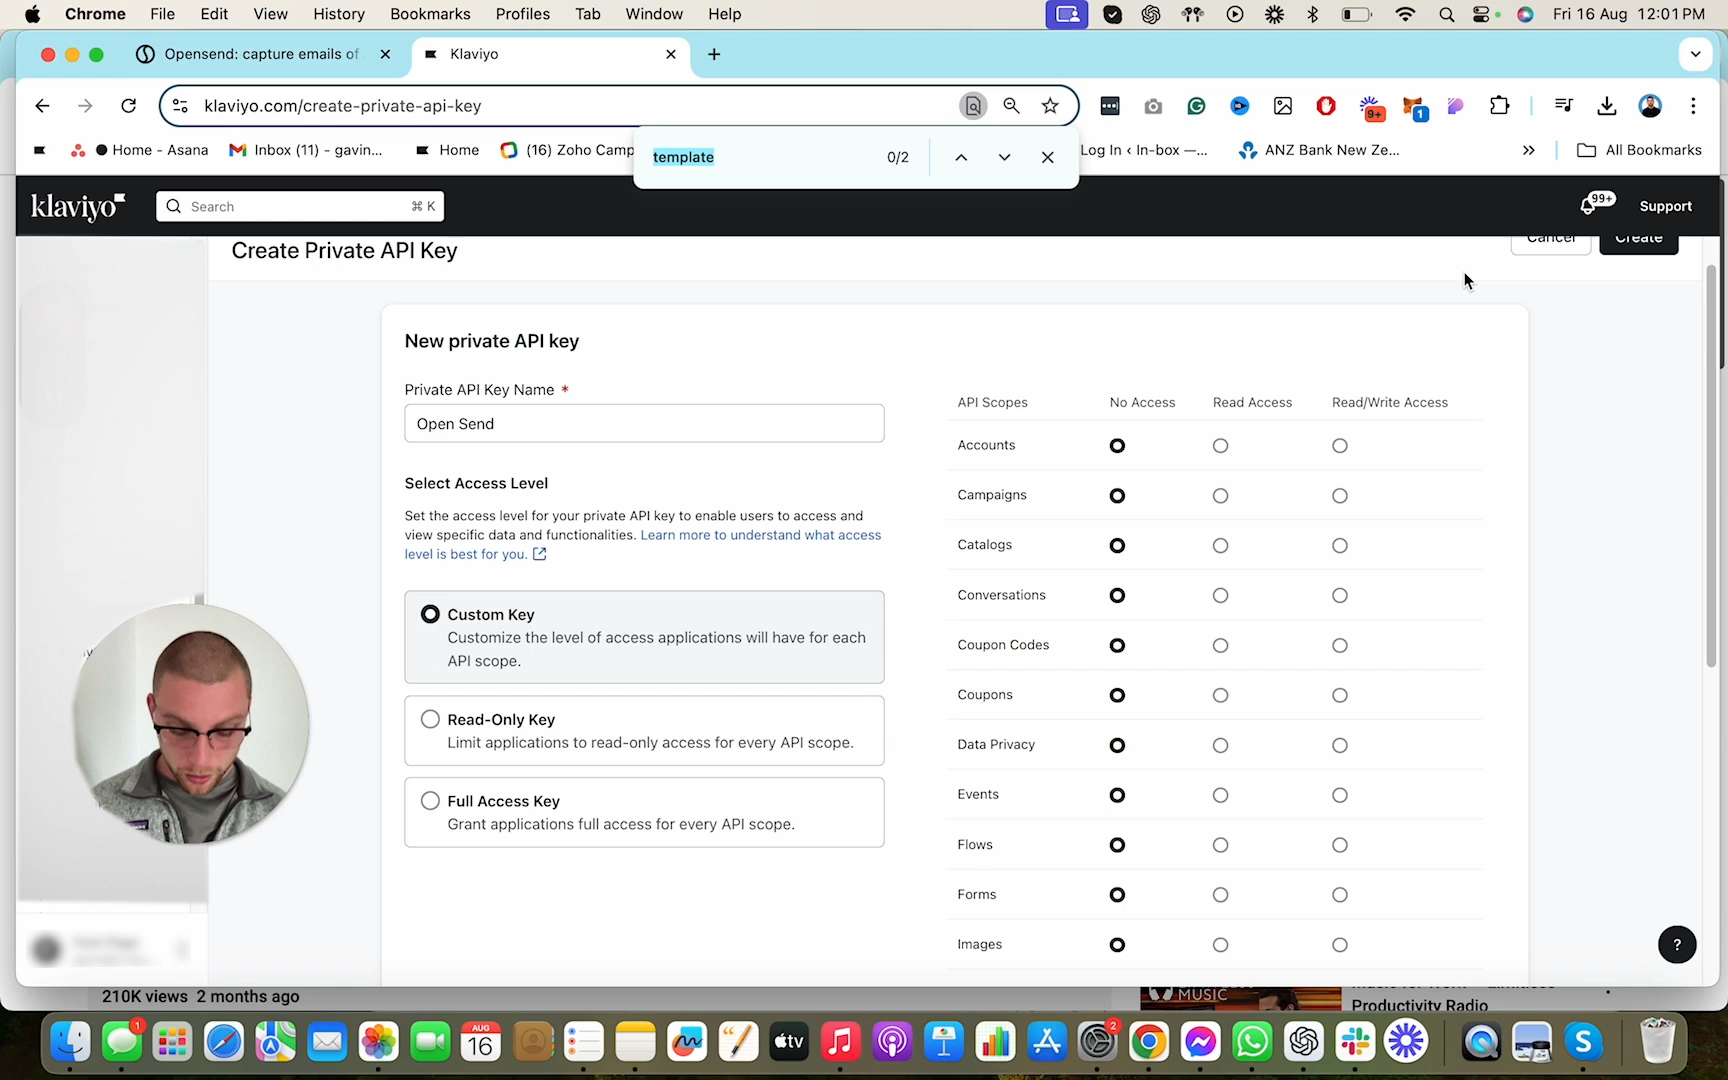 Chrome File Edit View History Bookmarks Profiles Tab Window Help Fri 16 Aug 12:01 PM
Opensend: capture emails of
Klaviyo
klaviyo.com/create-private-api-key
9+
1
Home - Asana
Inbox (11) - gavin...
Home
(16) Zoho Camp
template
0/2
Log In ‹ In-box —...
ANZ Bank New Ze...
All Bookmarks
klaviyo
Search
⌘ K
99+
Support
Create Private API Key
Cancel
Create
New private API key
Private API Key Name *
Open Send
Select Access Level
Set the access level for your private API key to enable users to access and
view specific data and functionalities. Learn more to understand what access
level is best for you.
Custom Key
Customize the level of access applications will have for each
API scope.
Read-Only Key
Limit applications to read-only access for every API scope.
Full Access Key
Grant applications full access for every API scope.
API Scopes No Access Read Access Read/Write Access
Accounts
Campaigns
Catalogs
Conversations
Coupon Codes
Coupons
Data Privacy
Events
Flows
Forms
Images
?
210K views 2 months ago
MUSIC
Productivity Radio
1
AUG
16
tv
2